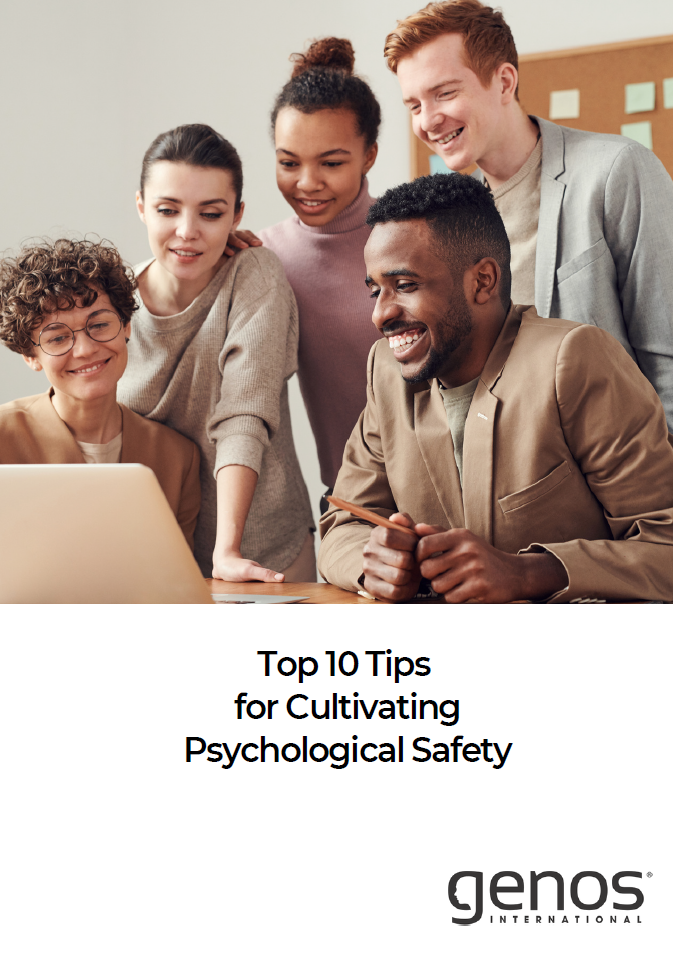 Top 10 Tips
for Cultivating
Psychological Safety
genos®
INTERNATIONAL